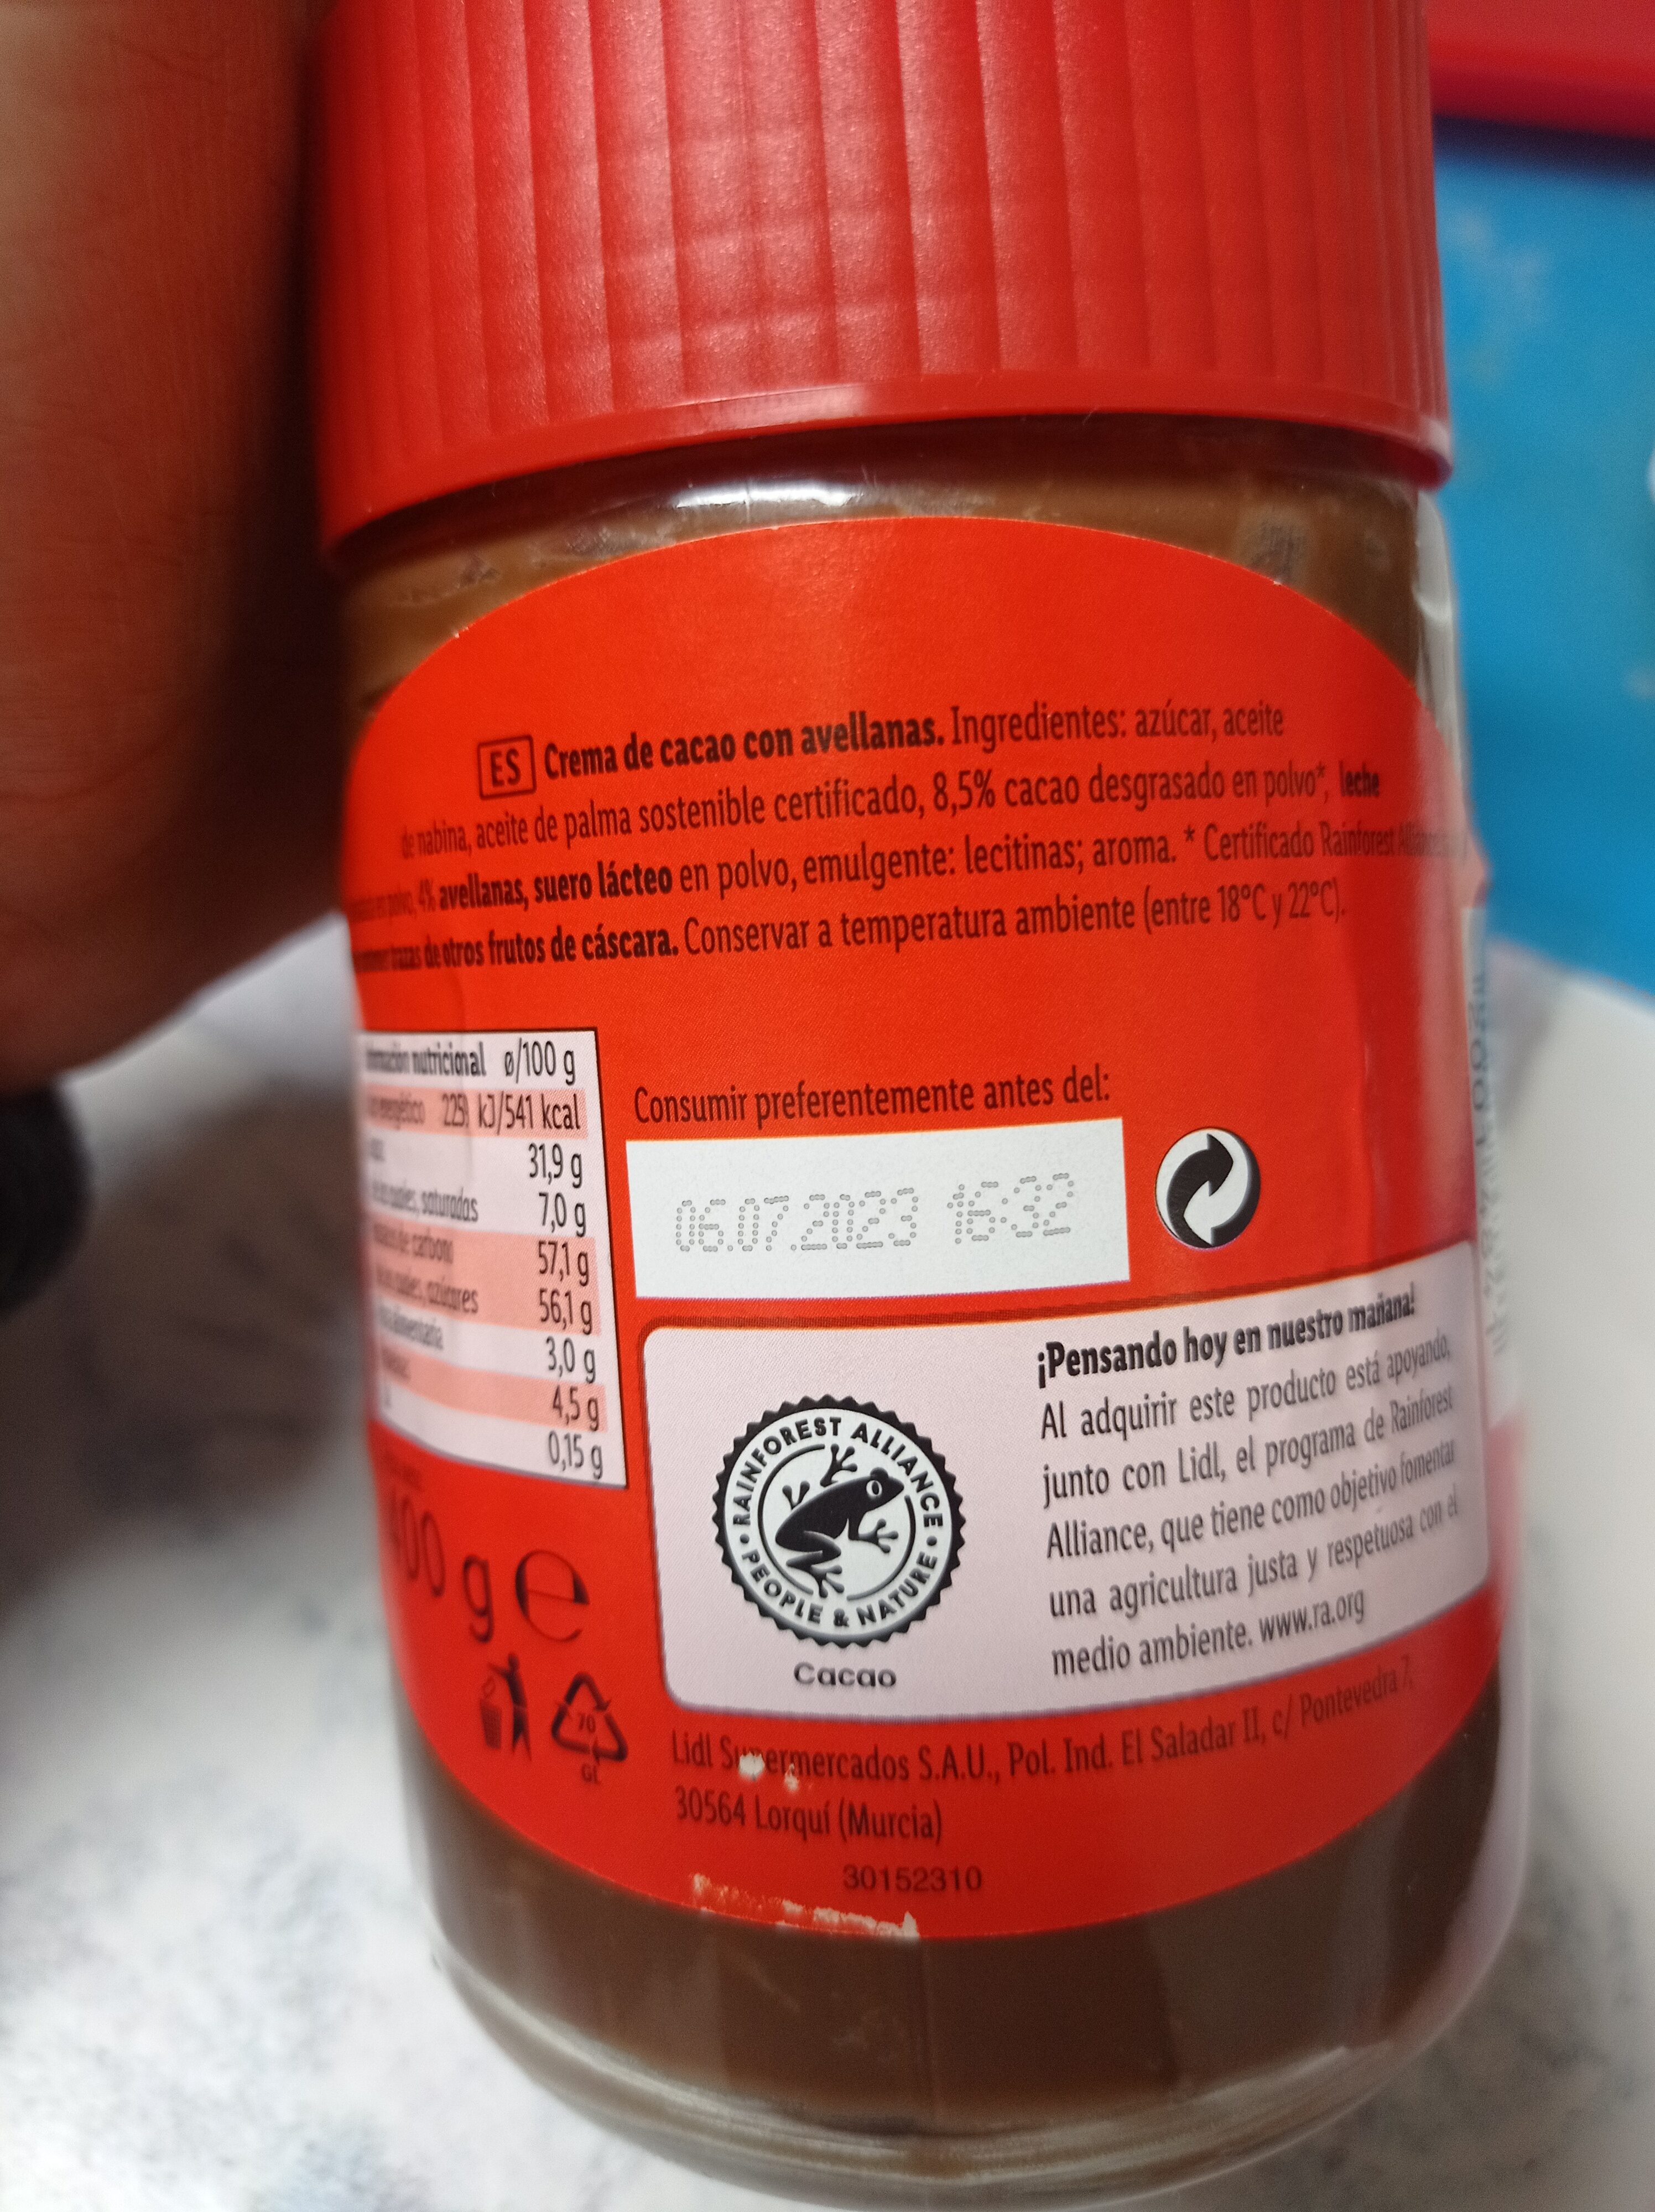 ES Crema de cacao con avellanas. Ingredientes: azúcar, aceite
de nabina, aceite de palma sostenible certificado, 8,5% cacao desgrasado en polvo*, leche
4% avellanas, suero lácteo en polvo, emulgente: lecitinas; aroma. * Certificado Rainforest
trazas de otros frutos de cáscara. Conservar a temperatura ambiente (entre 18°C y 22°C).
nutricional ø/100 g
kJ/541 kcal
31,9 g
saturadas 7,0 g
de carbono 57,1 g
azúcares 56,1 g
3,0 g
4,5 g
0,15 g
Consumir preferentemente antes del:
06.07.2023 16:32
400 g e
70
GL
RAINFOREST ALLIANCE
PEOPLE & NATURE
Cacao
¡Pensando hoy en nuestro mañana!
Al adquirir este producto está apoyando,
junto con Lidl, el programa de Rainforest
Alliance, que tiene como objetivo fomentar
una agricultura justa y respetuosa con el
medio ambiente. www.ra.org
Lidl Supermercados S.A.U., Pol. Ind. El Saladar II, c/ Pontevedra 7,
30564 Lorquí (Murcia)
30152310